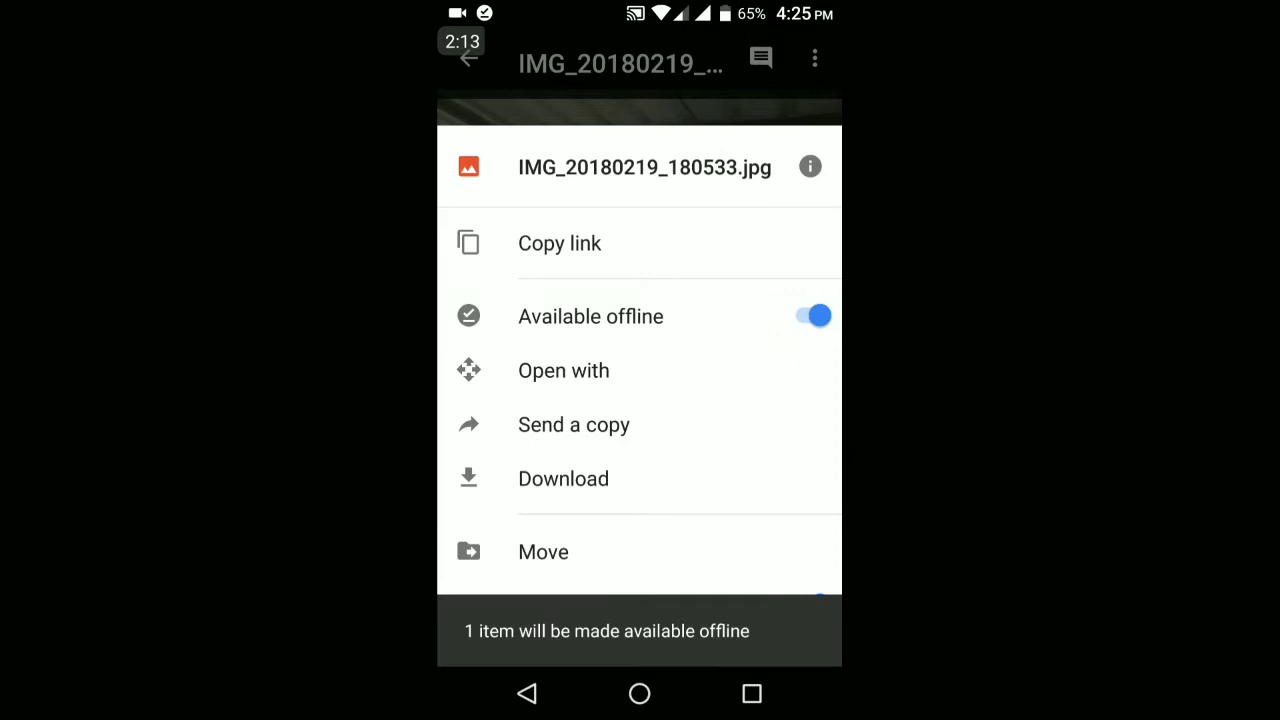 65% 4:25 PM
2:13
IMG_20180219_...
IMG_20180219_180533.jpg
Copy link
Available offline
Open with
Send a copy
Download
Move
1 item will be made available offline